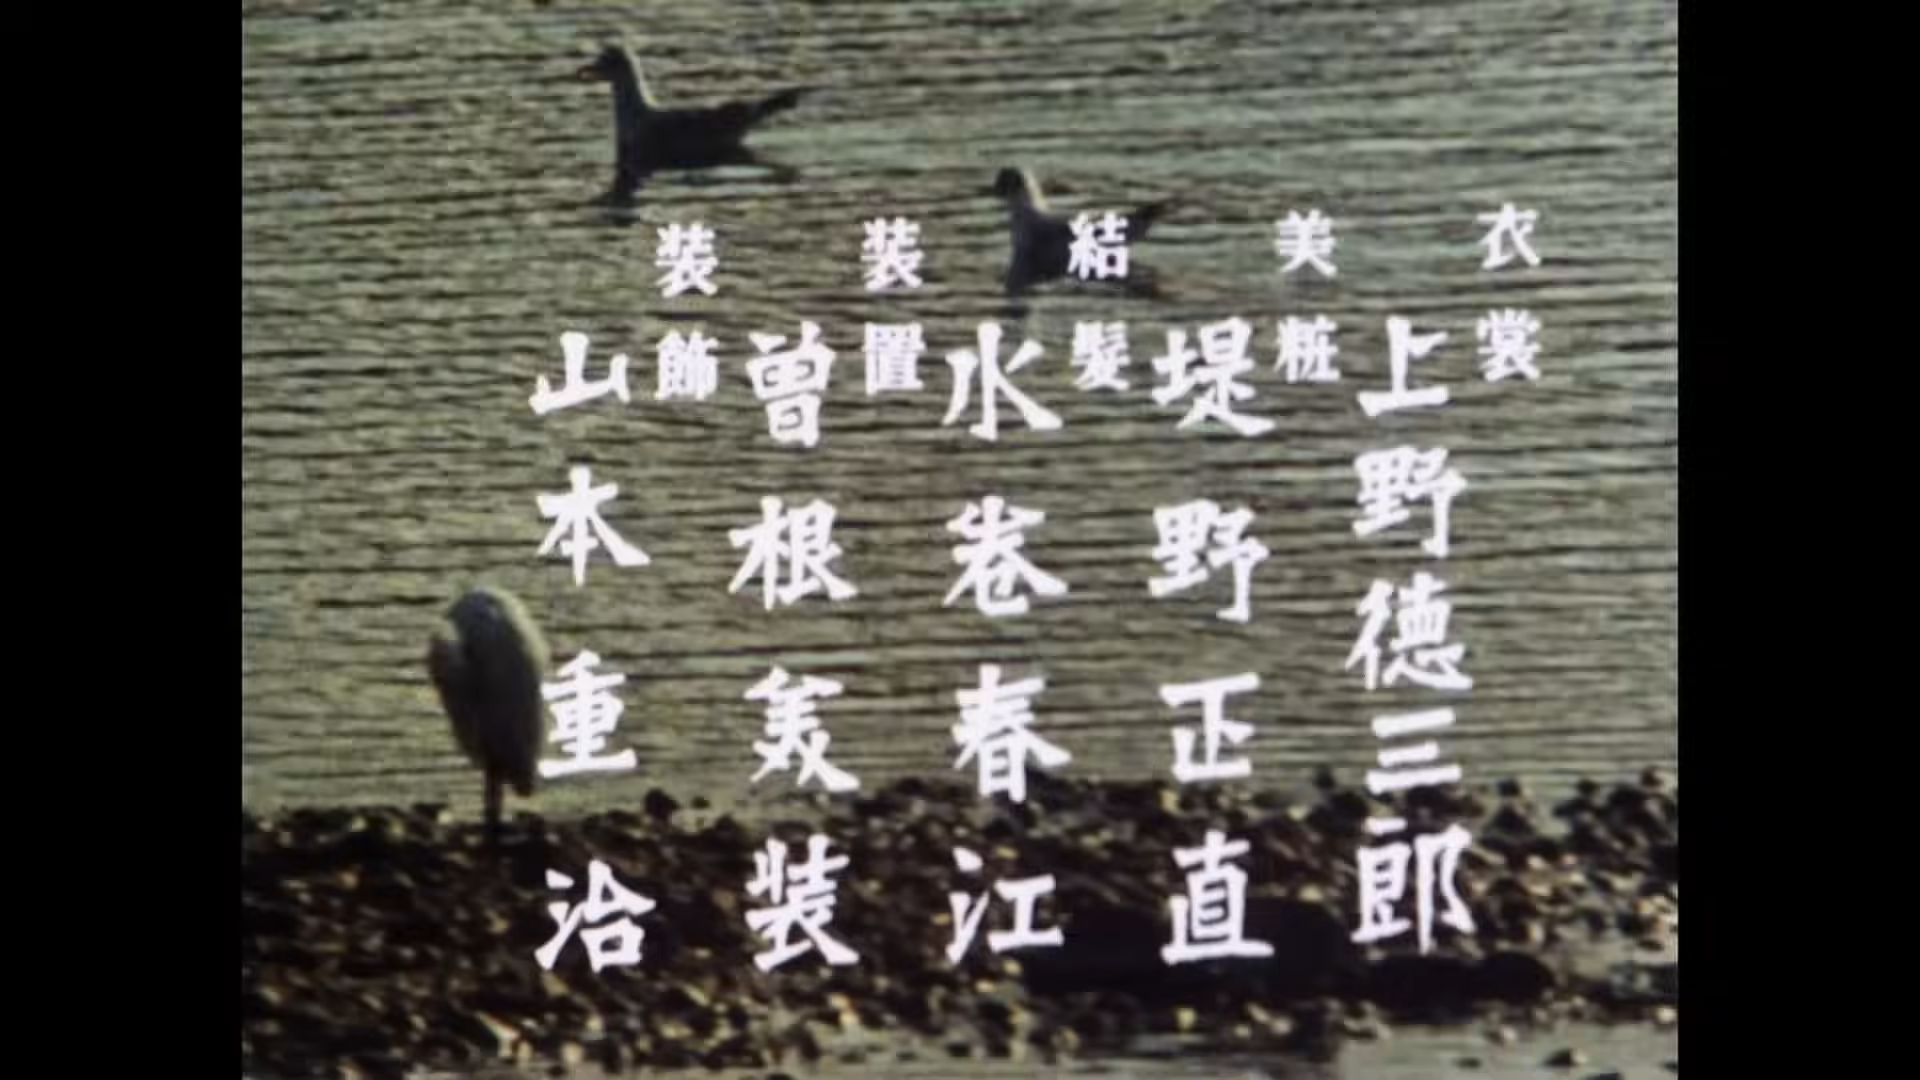 衣裳
上野徳三郎
美粧
堤野正直
結髪
水巻春江
装置
曽根美装
装飾
山本重治